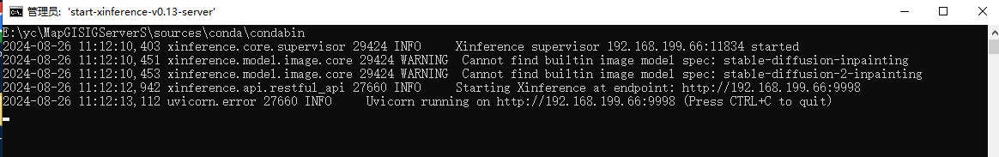 管理员: 'start-xinference-v0.13-server'
E:\yc\MapGISIGServerS\sources\conda\condabin
2024-08-26 11:12:10,403 xinference.core.supervisor 29424 INFO     Xinference supervisor 192.168.199.66:11834 started
2024-08-26 11:12:10,451 xinference.model.image.core 29424 WARNING  Cannot find builtin image model spec: stable-diffusion-inpainting
2024-08-26 11:12:10,453 xinference.model.image.core 29424 WARNING  Cannot find builtin image model spec: stable-diffusion-2-inpainting
2024-08-26 11:12:12,942 xinference.api.restful_api 27660 INFO     Starting Xinference at endpoint: http://192.168.199.66:9998
2024-08-26 11:12:13,112 uvicorn.error 27660 INFO     Uvicorn running on http://192.168.199.66:9998 (Press CTRL+C to quit)